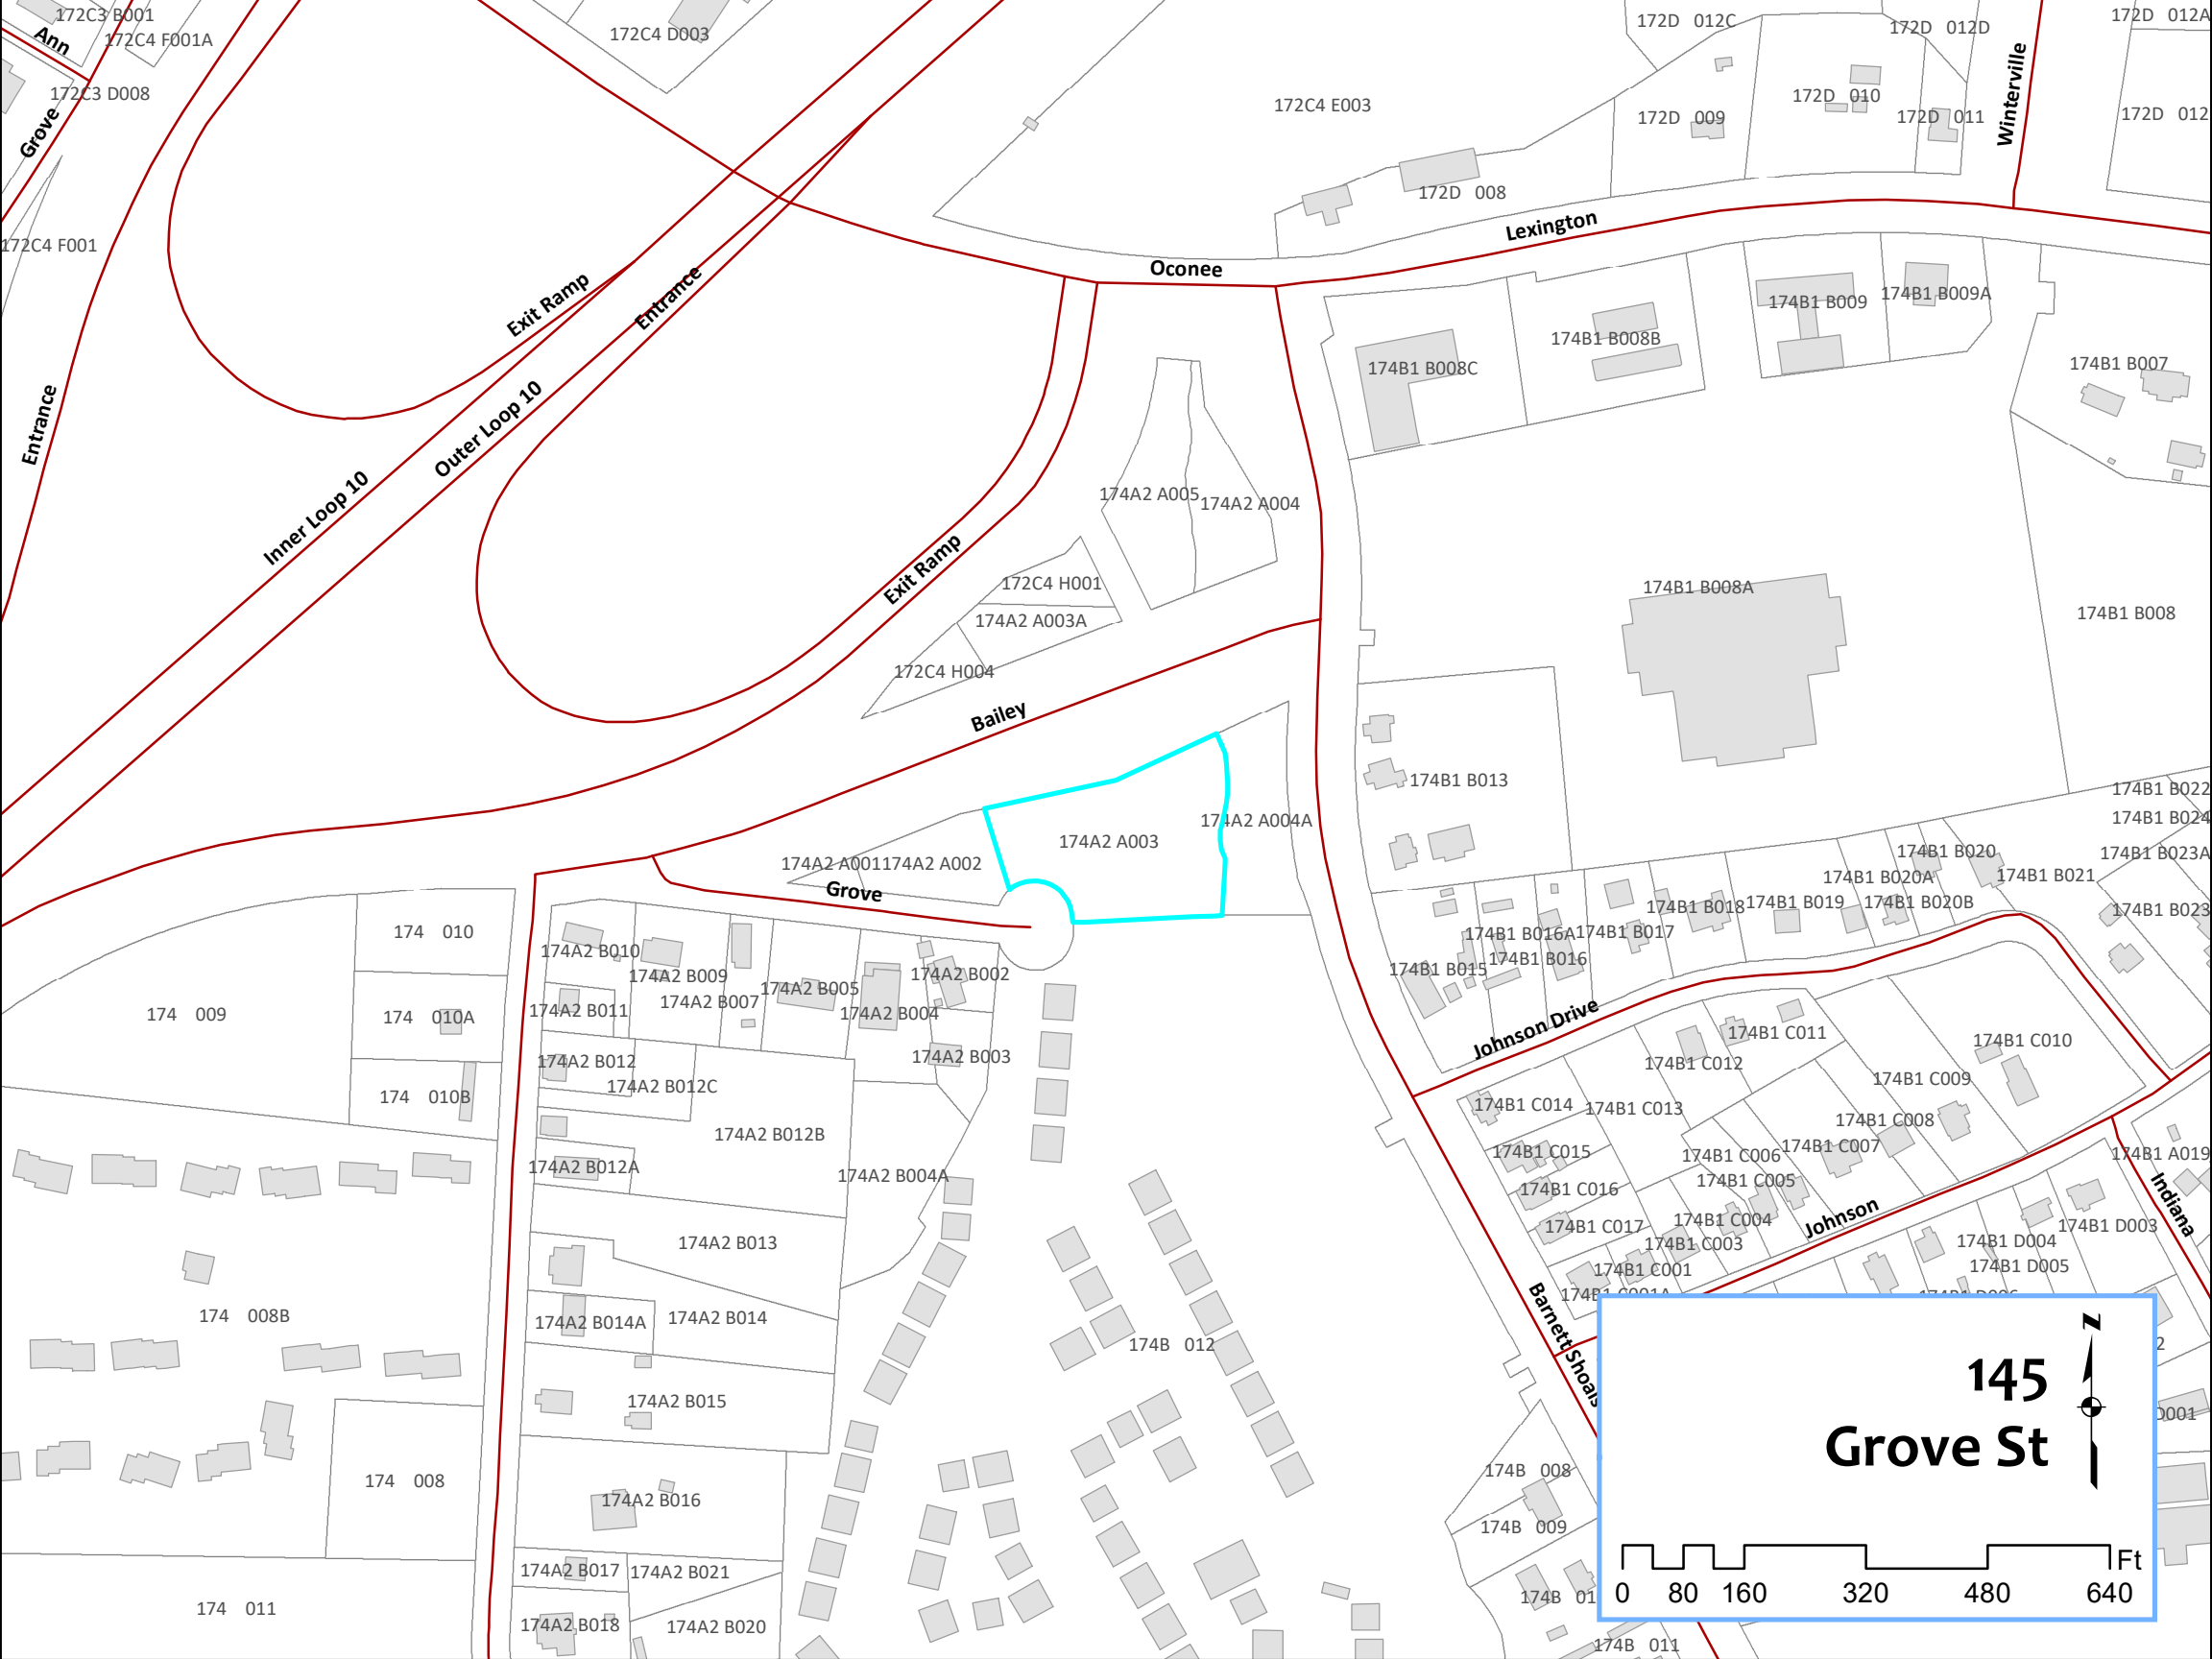 172C3 B001
Ann
172C4 F001A
172C4 D003
172D 012C
172D 012D
172D 012A
172C3 D008
Grove
172C4 E003
172D 009
172D 010
172D 011
Winterville
172D 012
172D 008
172C4 F001
Lexington
Oconee
Exit Ramp
Entrance
174B1 B009
174B1 B009A
174B1 B008B
174B1 B008C
174B1 B007
Entrance
Outer Loop 10
Inner Loop 10
174A2 A005
174A2 A004
Exit Ramp
172C4 H001
174A2 A003A
172C4 H004
174B1 B008A
174B1 B008
Bailey
174B1 B013
174A2 A003
174A2 A004A
174A2 A001
174A2 A002
Grove
174B1 B022
174B1 B024
174B1 B023A
174B1 B020
174B1 B020A
174B1 B021
174B1 B018
174B1 B019
174B1 B020B
174B1 B023
174B1 B016A
174B1 B017
174B1 B016
174B1 B015
174 010
174A2 B010
174A2 B009
174A2 B007
174A2 B005
174A2 B002
174A2 B011
174A2 B004
174 009
174 010A
174A2 B003
174A2 B012
174A2 B012C
174 010B
174A2 B012B
174A2 B012A
174A2 B004A
Johnson Drive
174B1 C011
174B1 C010
174B1 C012
174B1 C009
174B1 C014
174B1 C013
174B1 C008
174B1 C007
174B1 C015
174B1 C006
174B1 A019
174B1 C005
174B1 C016
174B1 C017
174B1 C004
Johnson
174B1 D003
Indiana
174B1 C003
174B1 D004
174B1 C001
174B1 D005
174B1 C001A
174B1 D006
174A2 B013
174 008B
174A2 B014A
174A2 B014
174B 012
Barnett Shoals
174A2 B015
2
D001
174 008
174A2 B016
174B 008
174B 009
174A2 B017
174A2 B021
174B 01
174 011
174A2 B018
174A2 B020
174B 011
145
Grove St
N
Ft
0 80 160 320 480 640